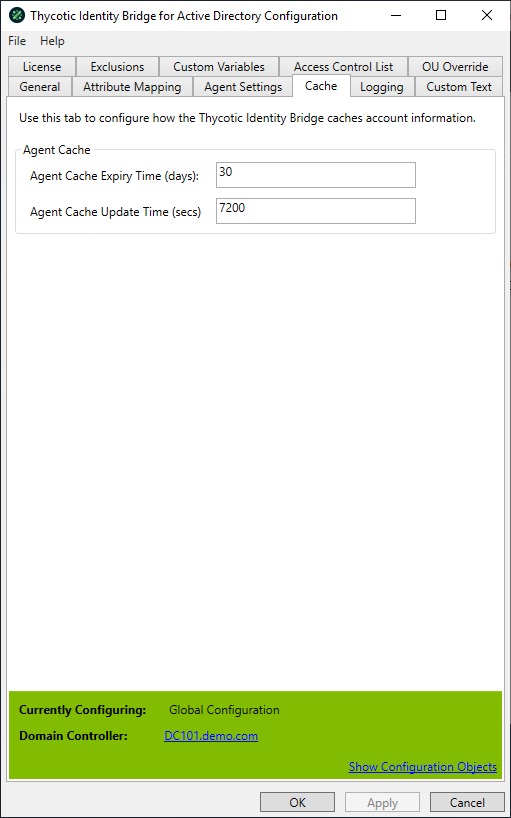 Thycotic Identity Bridge for Active Directory Configuration
File Help
License Exclusions Custom Variables Access Control List OU Override
General Attribute Mapping Agent Settings Cache Logging Custom Text
Use this tab to configure how the Thycotic Identity Bridge caches account information.
Agent Cache
Agent Cache Expiry Time (days): 30
Agent Cache Update Time (secs) 7200
Currently Configuring: Global Configuration
Domain Controller: DC101.demo.com
Show Configuration Objects
OK Apply Cancel